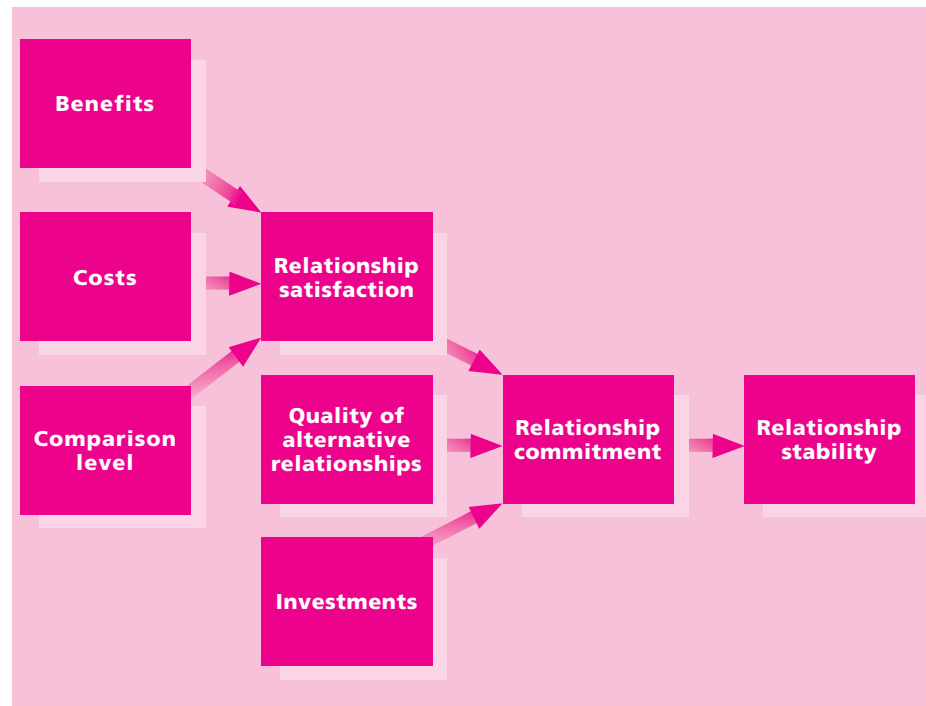 Benefits
Costs
Comparison
level
Relationship
satisfaction
Quality of
alternative
relationships
Investments
Relationship
commitment
Relationship
stability